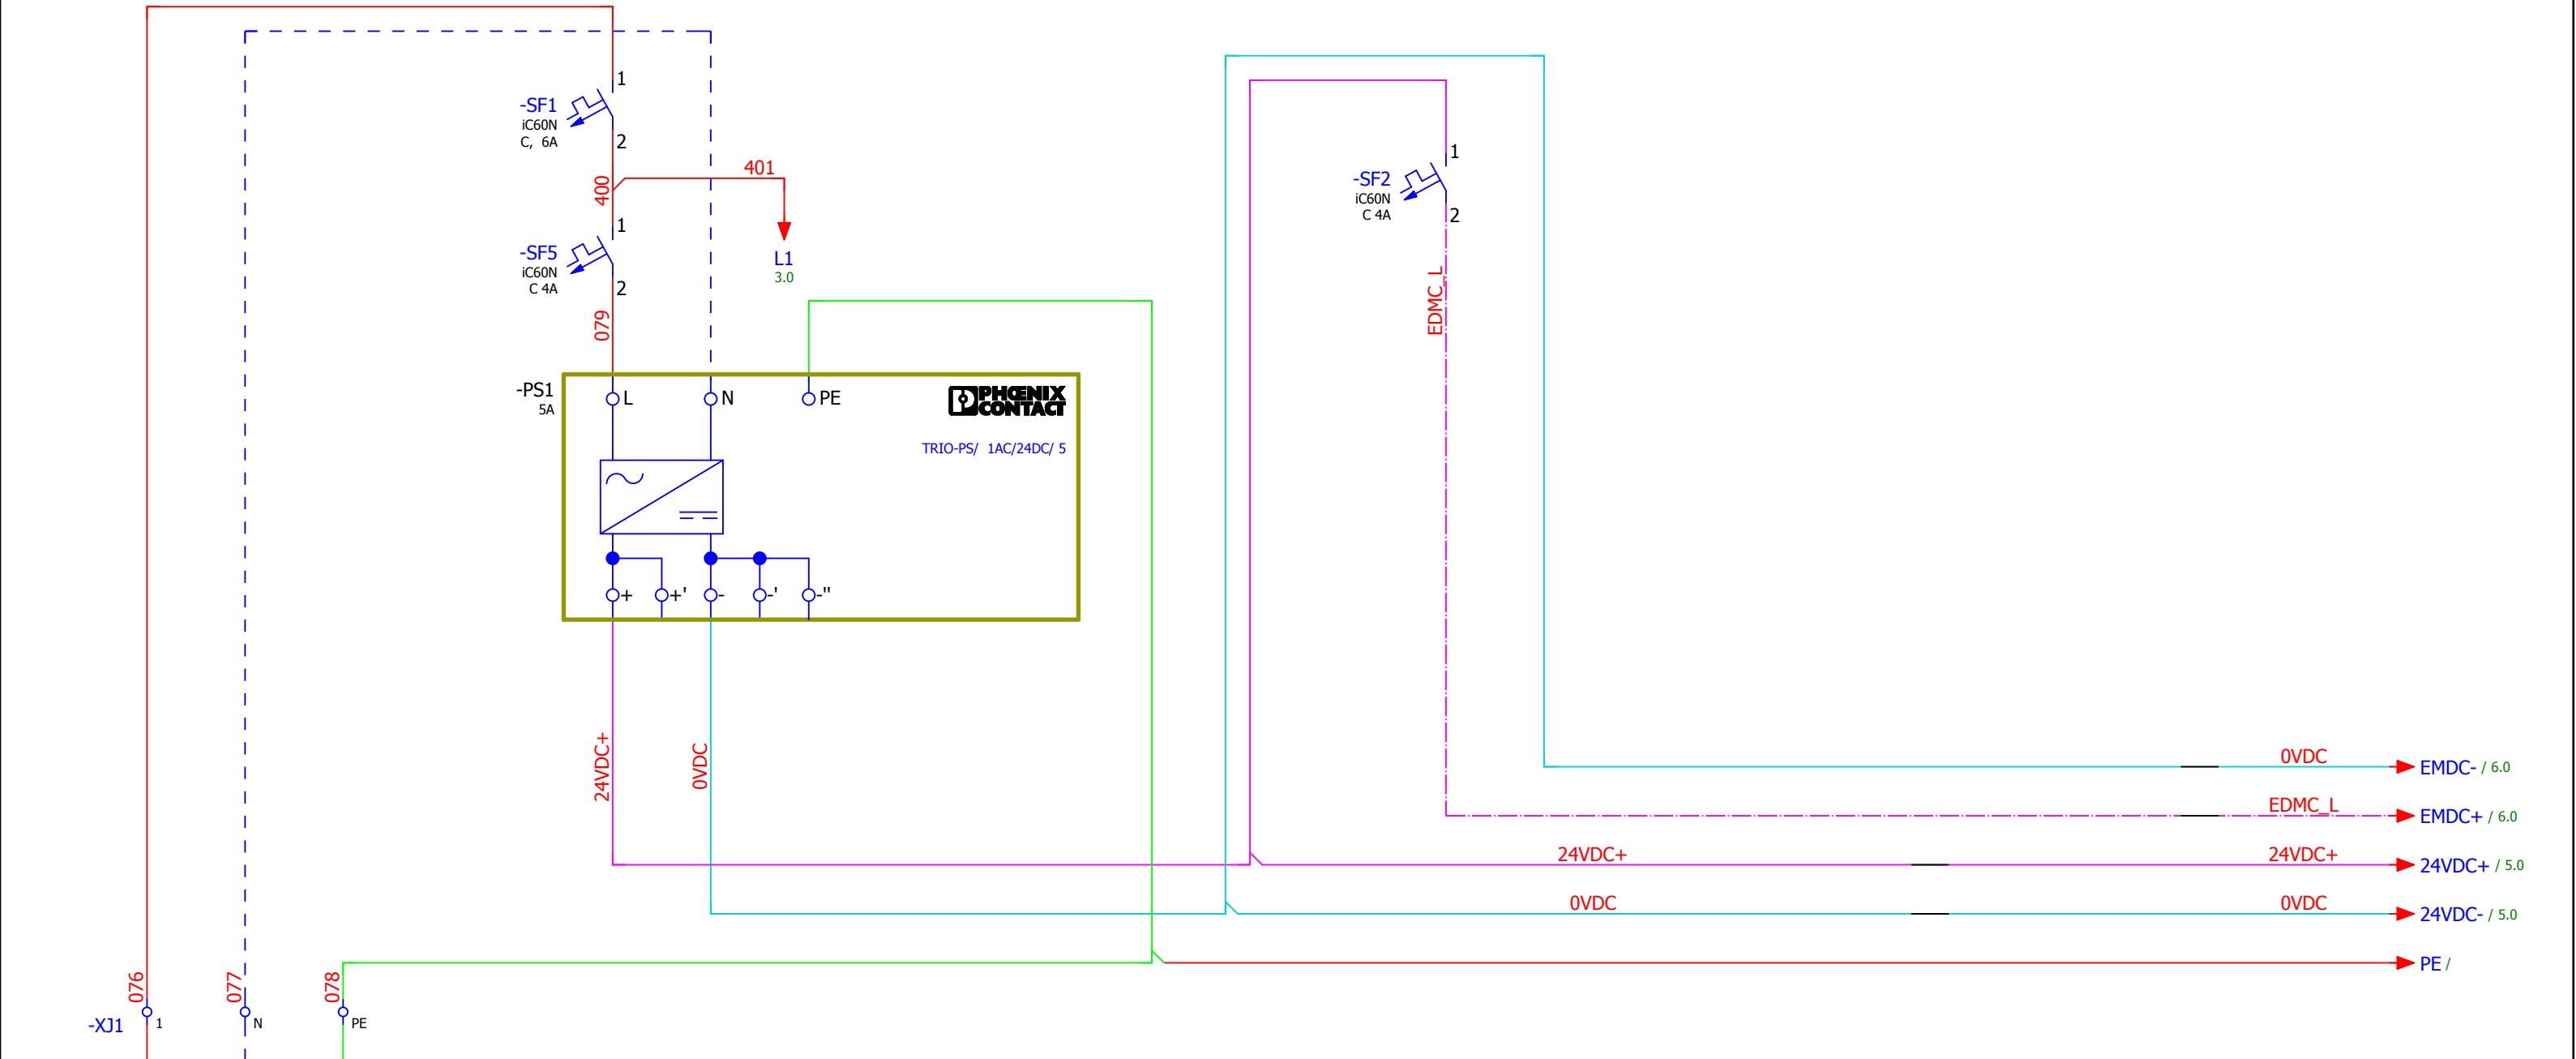 1
-SF1
iC60N
C, 6A
2
401
400
1
-SF5
iC60N
C 4A
2
L1
3.0
079
1
-SF2
iC60N
C 4A
2
EDMC_L
-PS1
5A
L
N
PE
PHŒNIX
CONTACT
TRIO-PS/ 1AC/24DC/ 5
+
+'
-
-'
-"
24VDC+
0VDC
0VDC
EMDC- / 6.0
EDMC_L
EMDC+ / 6.0
24VDC+
24VDC+
24VDC+ / 5.0
0VDC
0VDC
24VDC- / 5.0
PE /
076
077
078
-XJ1
1
N
PE